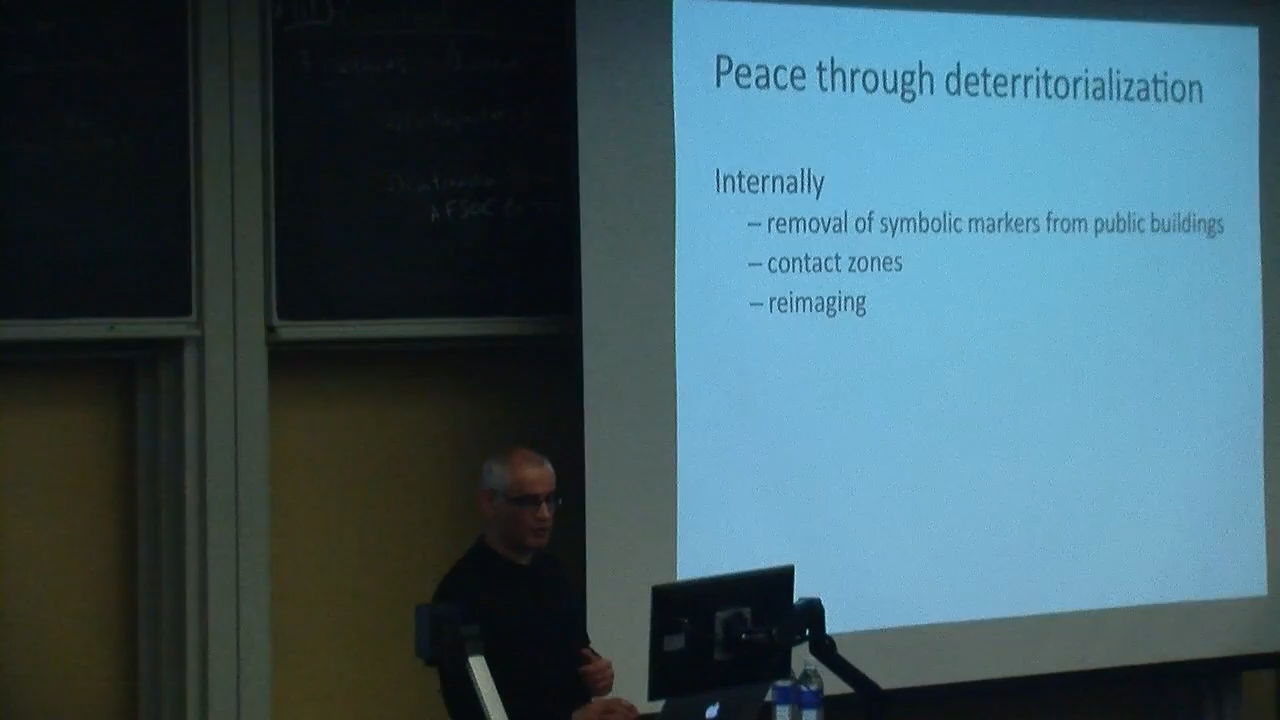 Peace through deterritorialization
Internally
– removal of symbolic markers from public buildings
– contact zones
– reimaging